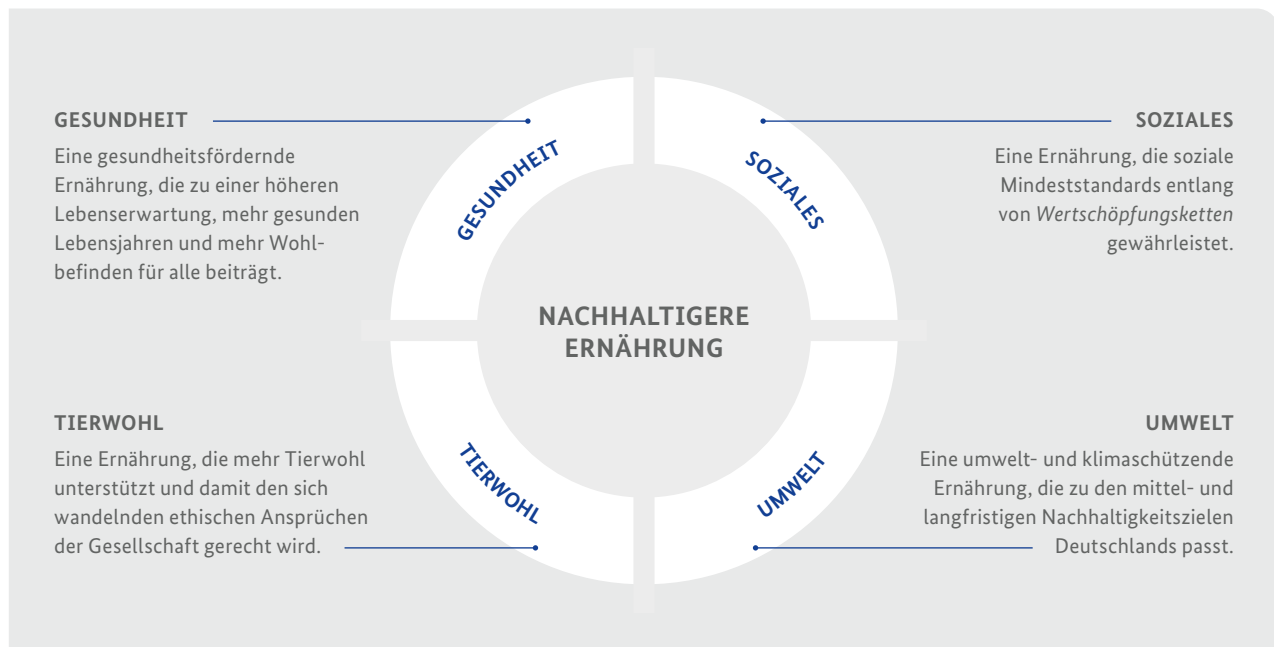 GESUNDHEIT
Eine gesundheitsfördernde
Ernährung, die zu einer höheren
Lebenserwartung, mehr gesunden
Lebensjahren und mehr Wohl-
befinden für alle beiträgt.
SOZIALES
Eine Ernährung, die soziale
Mindeststandards entlang
von Wertschöpfungsketten
gewährleistet.
GESUNDHEIT
SOZIALES
NACHHALTIGERE
ERNÄHRUNG
TIERWOHL
UMWELT
TIERWOHL
Eine Ernährung, die mehr Tierwohl
unterstützt und damit den sich
wandelnden ethischen Ansprüchen
der Gesellschaft gerecht wird.
UMWELT
Eine umwelt- und klimaschützende
Ernährung, die zu den mittel- und
langfristigen Nachhaltigkeitszielen
Deutschlands passt.